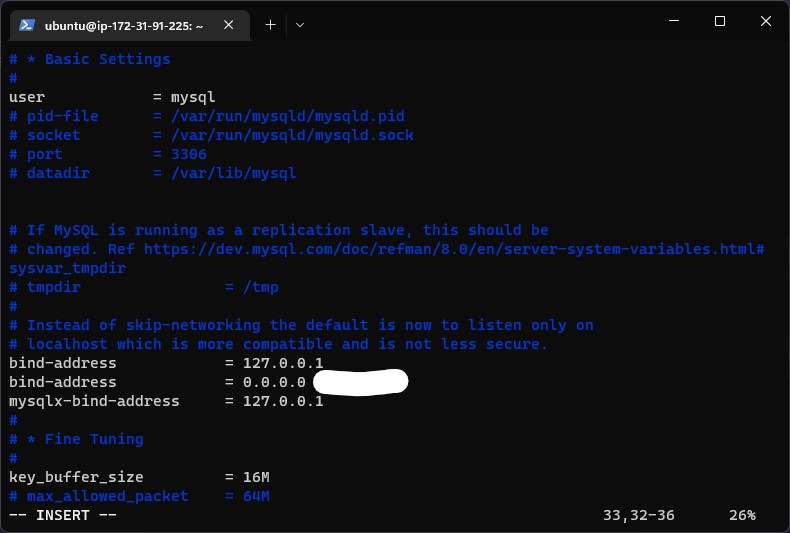 ubuntu@ip-172-31-91-225: ~
# * Basic Settings
#
user            = mysql
# pid-file      = /var/run/mysqld/mysqld.pid
# socket        = /var/run/mysqld/mysqld.sock
# port          = 3306
# datadir       = /var/lib/mysql
# If MySQL is running as a replication slave, this should be
# changed. Ref https://dev.mysql.com/doc/refman/8.0/en/server-system-variables.html#
sysvar_tmpdir
# tmpdir                = /tmp
#
# Instead of skip-networking the default is now to listen only on
# localhost which is more compatible and is not less secure.
bind-address            = 127.0.0.1
bind-address            = 0.0.0.0
mysqlx-bind-address     = 127.0.0.1
#
# * Fine Tuning
#
key_buffer_size         = 16M
# max_allowed_packet    = 64M
-- INSERT --                                                      33,32-36      26%